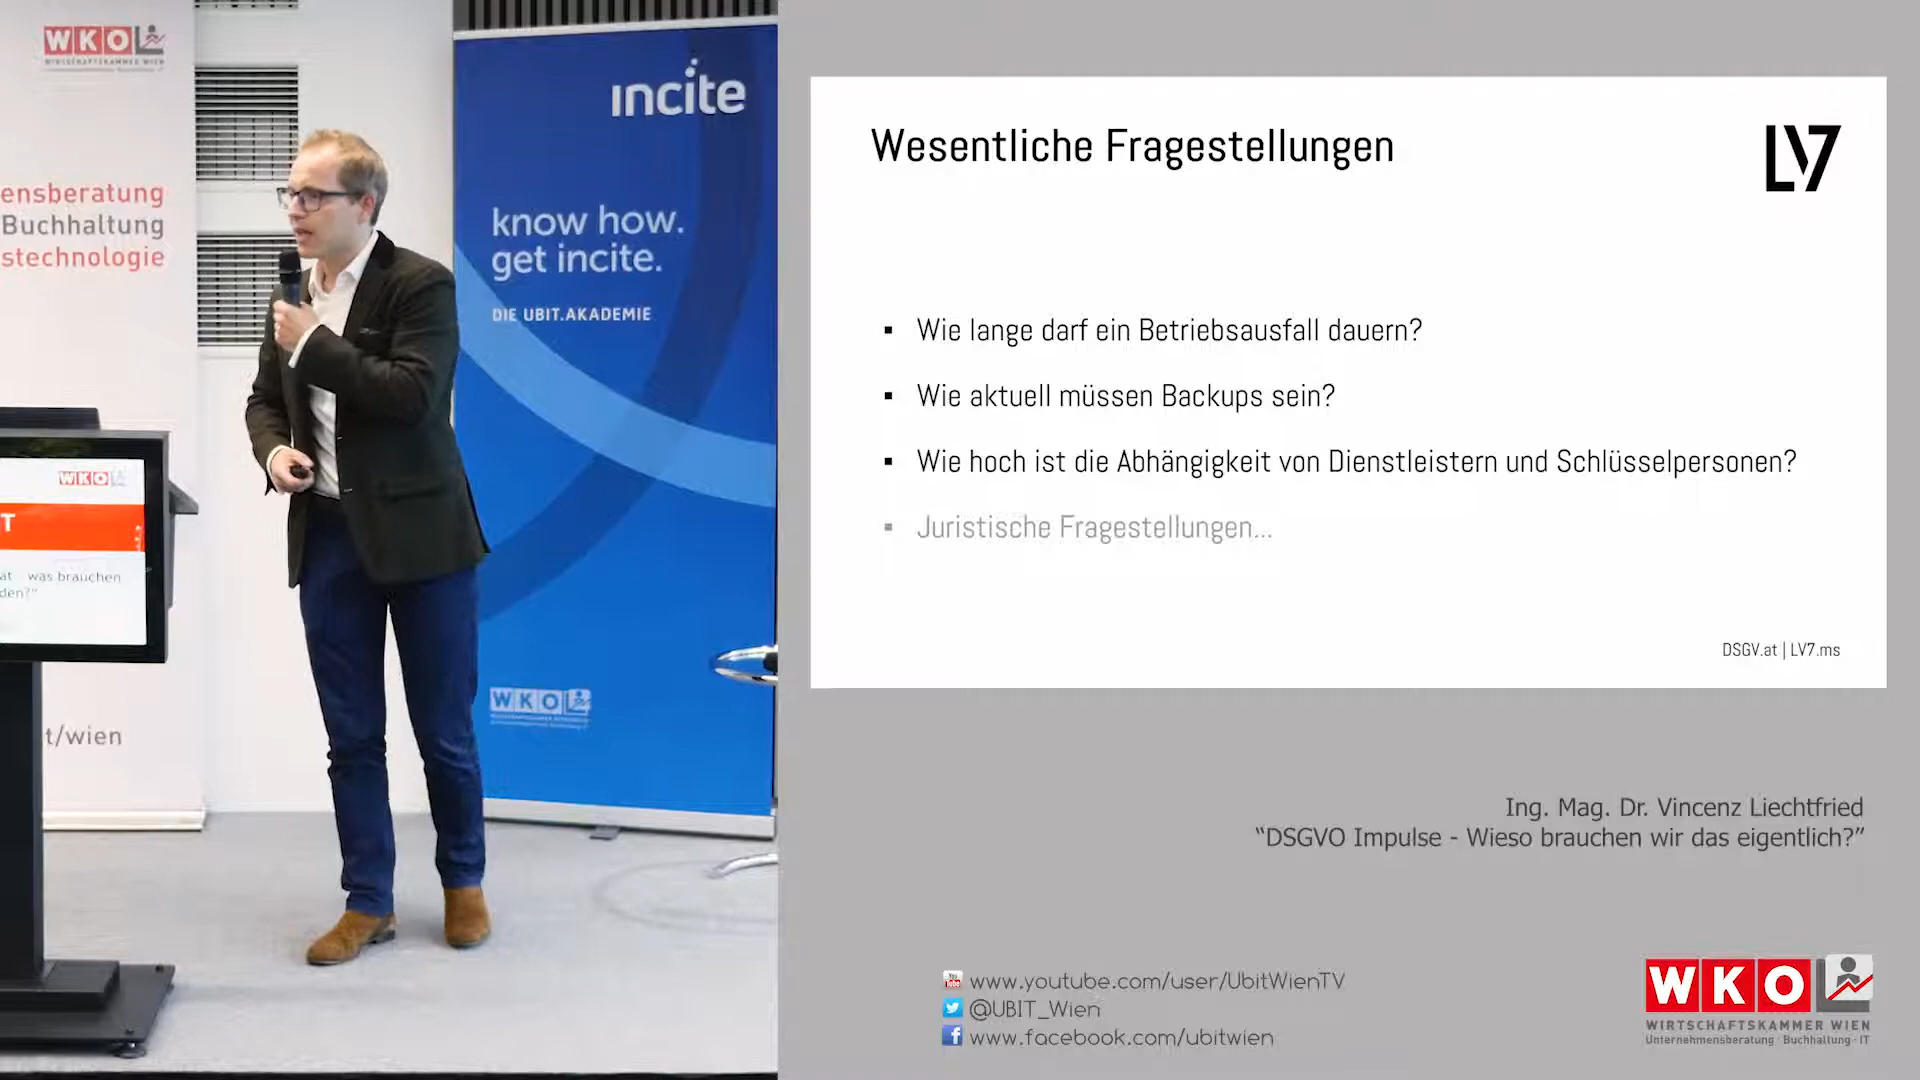 WKO
WIRTSCHAFTSKAMMER WIEN
ensberatung
Buchhaltung
stechnologie
WKO
T
at was brauchen
den?"
t/wien
incite
know how.
get incite.
DIE UBIT.AKADEMIE
WKO
Wesentliche Fragestellungen
LV7
▪ Wie lange darf ein Betriebsausfall dauern?
▪ Wie aktuell müssen Backups sein?
▪ Wie hoch ist die Abhängigkeit von Dienstleistern und Schlüsselpersonen?
▪ Juristische Fragestellungen...
DSGV.at | LV7.ms
Ing. Mag. Dr. Vincenz Liechtfried
"DSGVO Impulse - Wieso brauchen wir das eigentlich?"
www.youtube.com/user/UbitWienTV
@UBIT_Wien
www.facebook.com/ubitwien
WKO
WIRTSCHAFTSKAMMER WIEN
Unternehmensberatung · Buchhaltung · IT